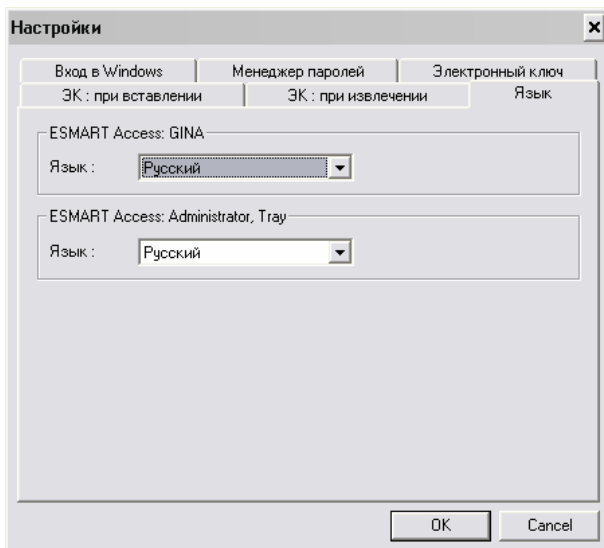 Настройки
Вход в Windows Менеджер паролей Электронный ключ
ЭК : при вставлении ЭК : при извлечении Язык
ESMART Access: GINA
Язык : Русский
ESMART Access: Administrator, Tray
Язык : Русский
OK Cancel